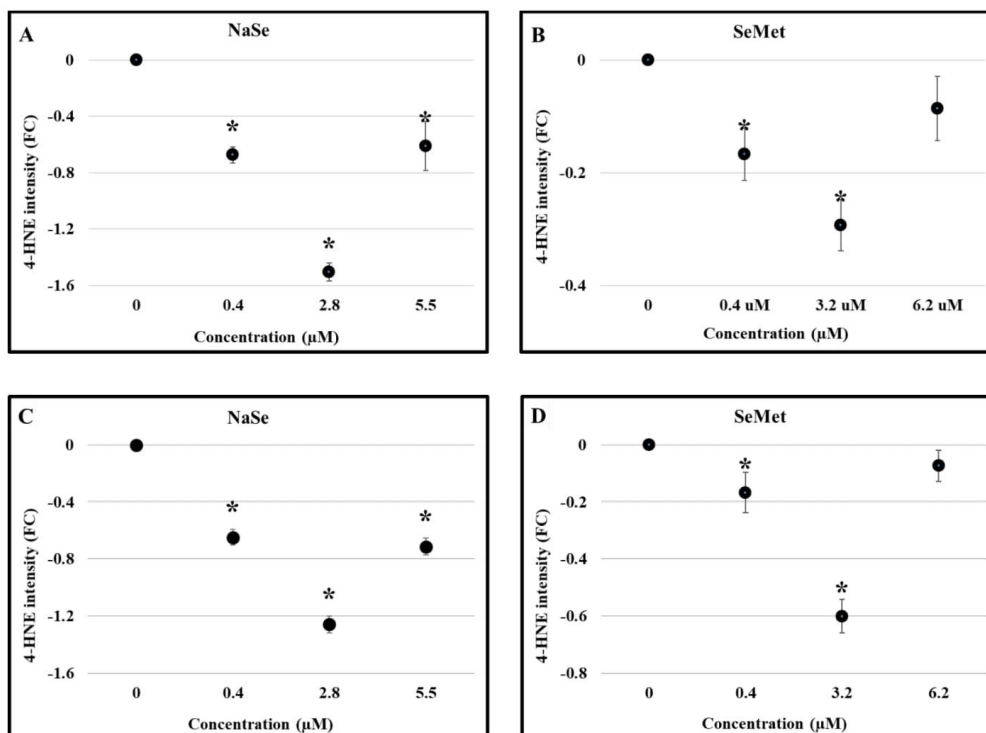 A
NaSe
4-HNE intensity (FC)
0
-0.4
-0.8
-1.2
-1.6
*
*
*
0 0.4 2.8 5.5
Concentration (µM)
B
SeMet
4-HNE intensity (FC)
0
-0.2
-0.4
*
*
0 0.4 uM 3.2 uM 6.2 uM
Concentration (µM)
C
NaSe
4-HNE intensity (FC)
0
-0.4
-0.8
-1.2
-1.6
*
*
*
0 0.4 2.8 5.5
Concentration (µM)
D
SeMet
4-HNE intensity (FC)
0
-0.2
-0.4
-0.6
-0.8
*
*
0 0.4 3.2 6.2
Concentration (µM)